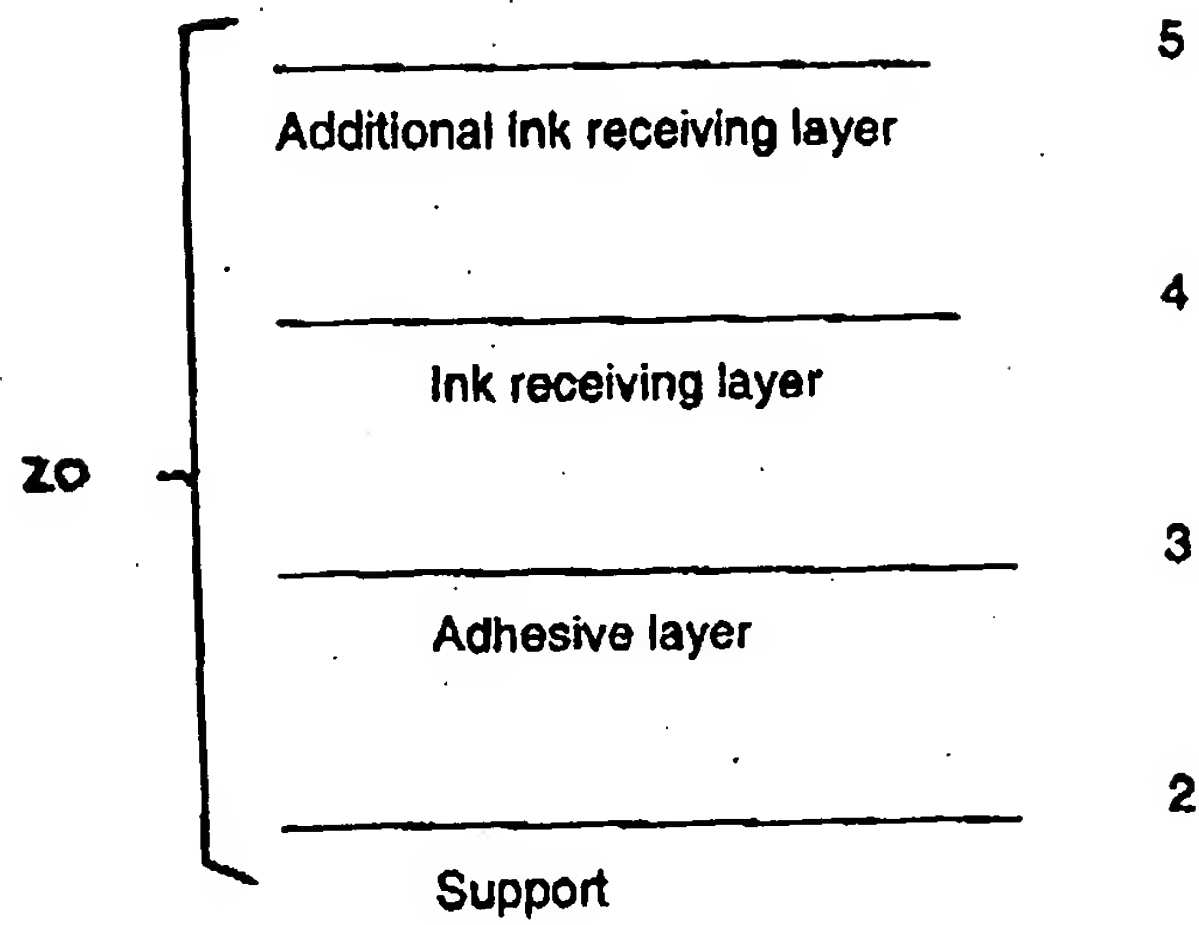 5
Additional ink receiving layer
4
Ink receiving layer
20
3
Adhesive layer
2
Support